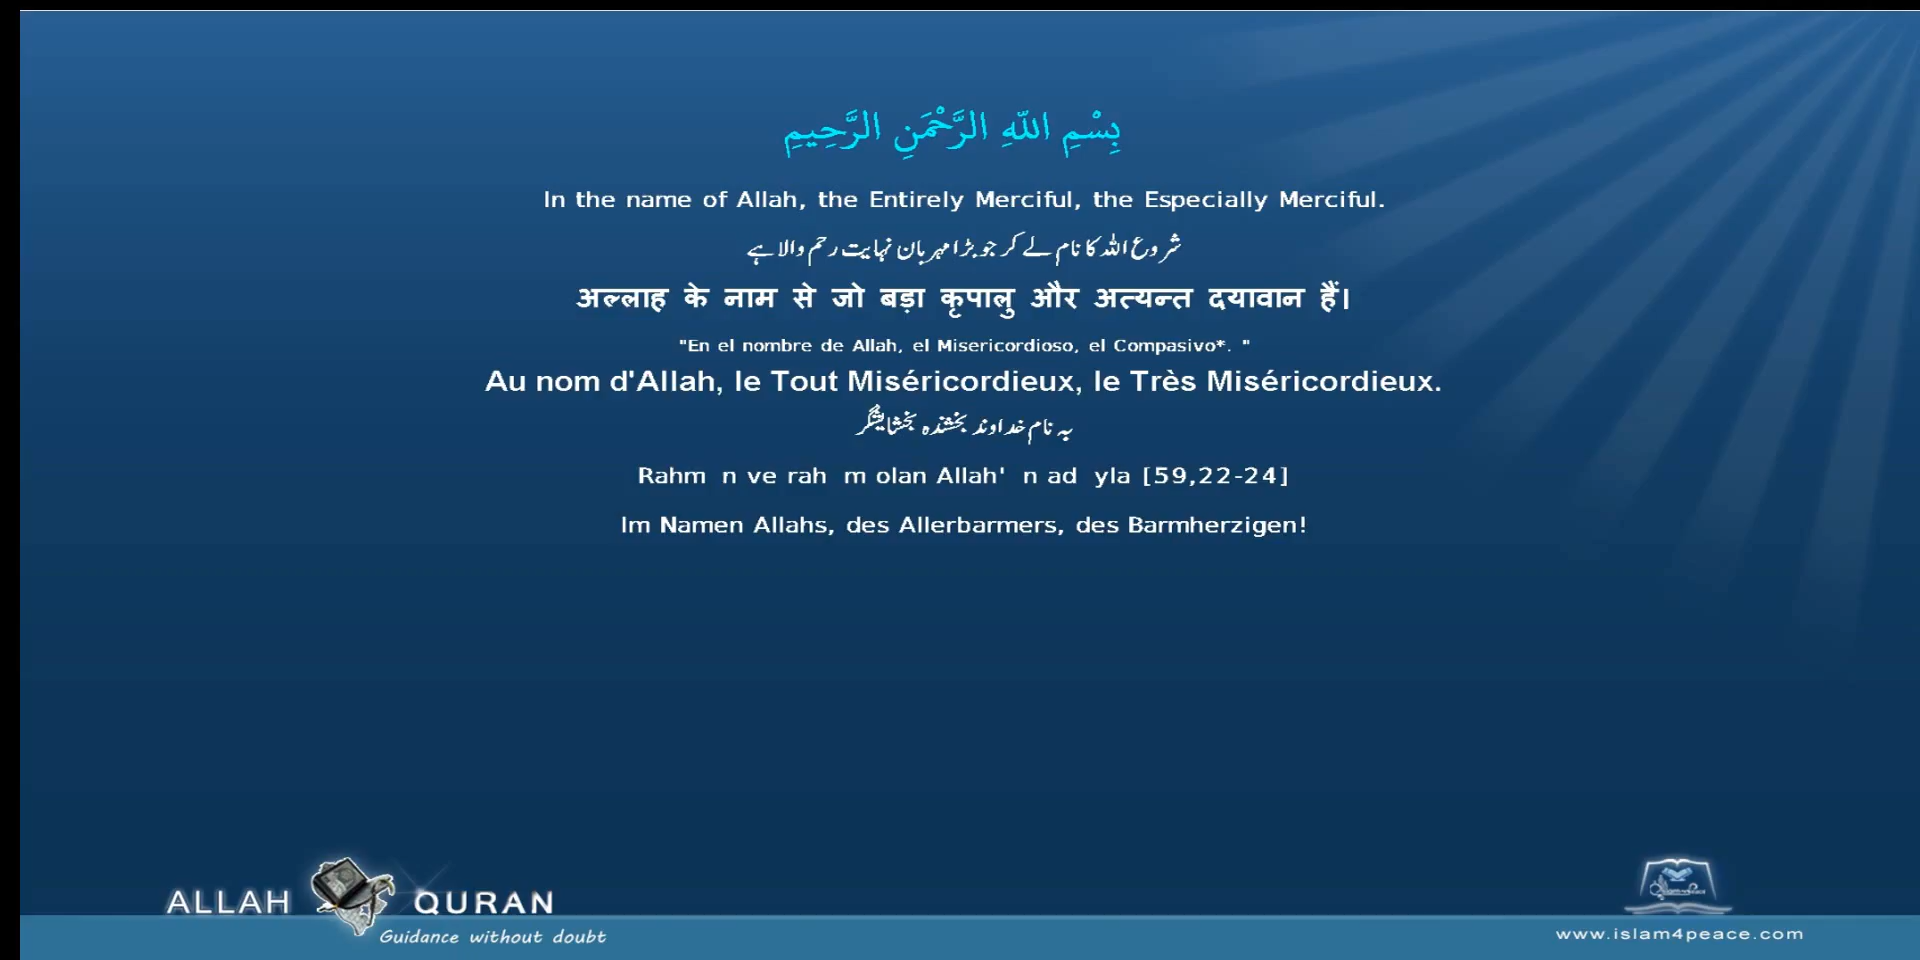 بِسْمِ اللّٰهِ الرَّحْمَنِ الرَّحِيمِ
In the name of Allah, the Entirely Merciful, the Especially Merciful.
شروع الله کا نام لے کر جو بڑا مہربان نہایت رحم والا ہے
अल्लाह के नाम से जो बड़ा कृपालु और अत्यन्त दयावान हैं।
"En el nombre de Allah, el Misericordioso, el Compasivo*. "
Au nom d'Allah, le Tout Miséricordieux, le Très Miséricordieux.
به نام خداوند بخشنده بخشایشگر
Rahm n ve rah m olan Allah' n ad yla [59,22-24]
Im Namen Allahs, des Allerbarmers, des Barmherzigen!
ALLAH QURAN
Guidance without doubt
www.islam4peace.com